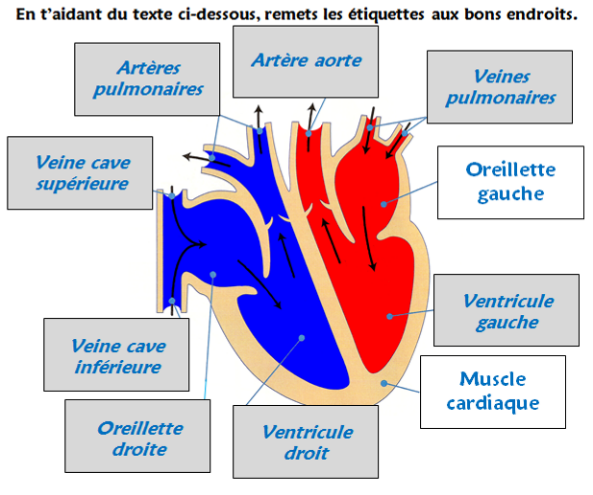 En t'aidant du texte ci-dessous, remets les étiquettes aux bons endroits.
Artères
pulmonaires
Artère aorte
Veines
pulmonaires
Veine cave
supérieure
Oreillette
gauche
Ventricule
gauche
Veine cave
inférieure
Muscle
cardiaque
Oreillette
droite
Ventricule
droit